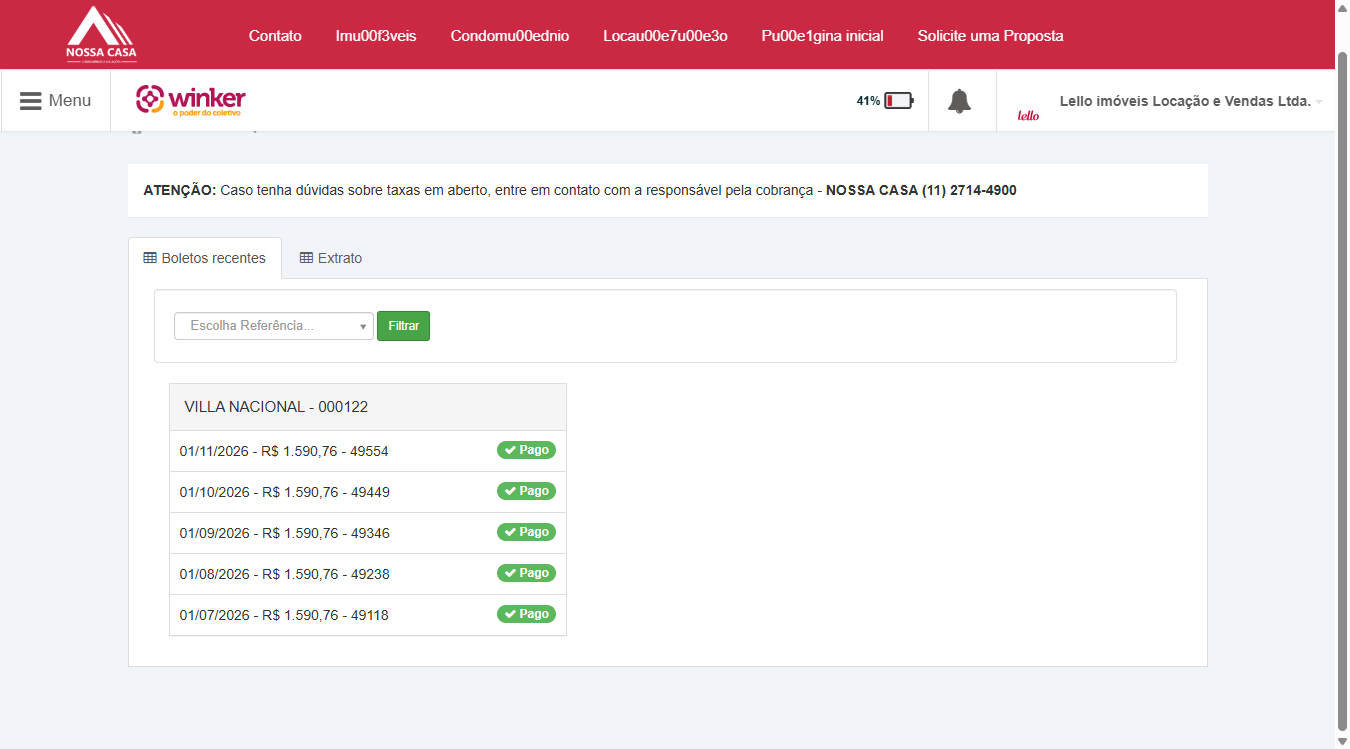 NOSSA CASA
Contato Imu00f3veis Condomu00ednio Locau00e7u00e3o Pu00e1gina inicial Solicite uma Proposta
Menu
winker
o poder do coletivo
41%
lello
Lello imóveis Locação e Vendas Ltda.
ATENÇÃO: Caso tenha dúvidas sobre taxas em aberto, entre em contato com a responsável pela cobrança - NOSSA CASA (11) 2714-4900
Boletos recentes Extrato
Escolha Referência... Filtrar
VILLA NACIONAL - 000122
01/11/2026 - R$ 1.590,76 - 49554 Pago
01/10/2026 - R$ 1.590,76 - 49449 Pago
01/09/2026 - R$ 1.590,76 - 49346 Pago
01/08/2026 - R$ 1.590,76 - 49238 Pago
01/07/2026 - R$ 1.590,76 - 49118 Pago